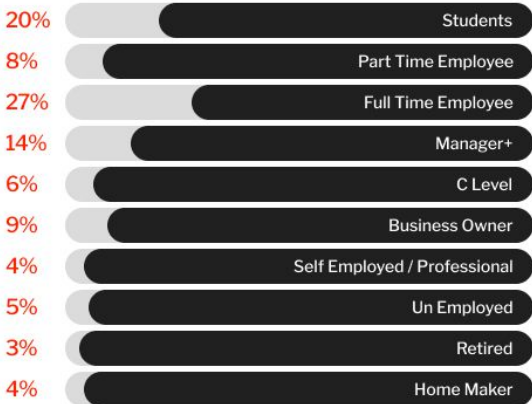 20% Students
8% Part Time Employee
27% Full Time Employee
14% Manager+
6% C Level
9% Business Owner
4% Self Employed / Professional
5% Un Employed
3% Retired
4% Home Maker